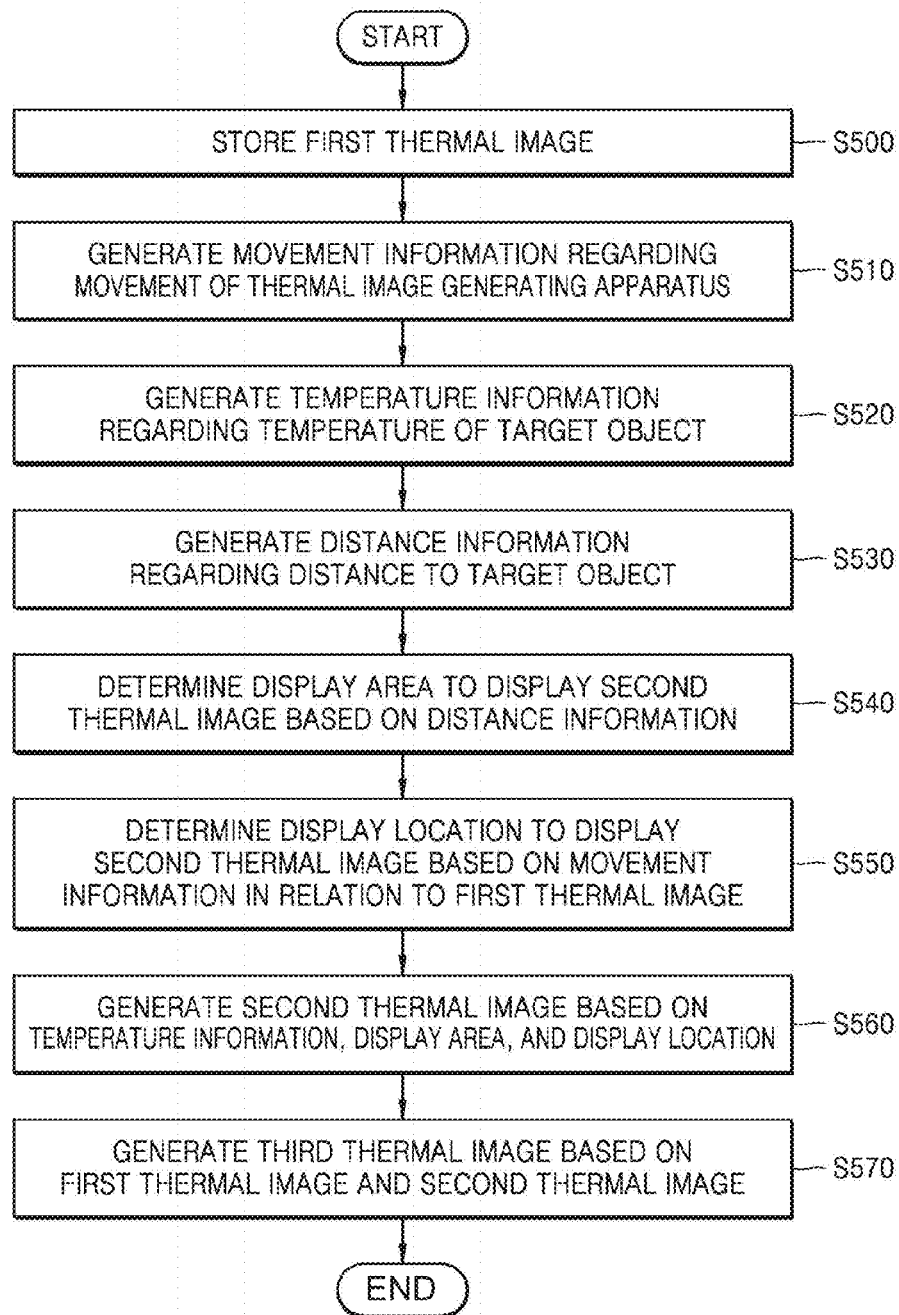 START
STORE FIRST THERMAL IMAGE
S500
GENERATE MOVEMENT INFORMATION REGARDING
MOVEMENT OF THERMAL IMAGE GENERATING APPARATUS
S510
GENERATE TEMPERATURE INFORMATION
REGARDING TEMPERATURE OF TARGET OBJECT
S520
GENERATE DISTANCE INFORMATION
REGARDING DISTANCE TO TARGET OBJECT
S530
DETERMINE DISPLAY AREA TO DISPLAY SECOND
THERMAL IMAGE BASED ON DISTANCE INFORMATION
S540
DETERMINE DISPLAY LOCATION TO DISPLAY
SECOND THERMAL IMAGE BASED ON MOVEMENT
INFORMATION IN RELATION TO FIRST THERMAL IMAGE
S550
GENERATE SECOND THERMAL IMAGE BASED ON
TEMPERATURE INFORMATION, DISPLAY AREA, AND DISPLAY LOCATION
S560
GENERATE THIRD THERMAL IMAGE BASED ON
FIRST THERMAL IMAGE AND SECOND THERMAL IMAGE
S570
END